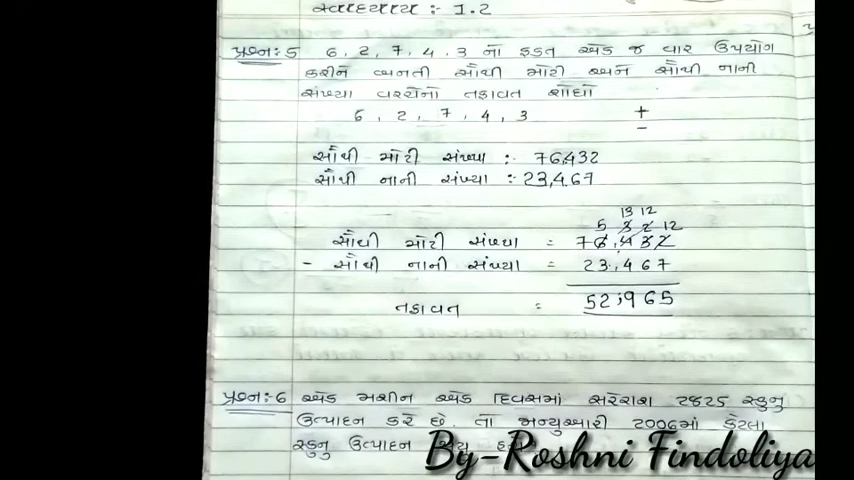 સ્વાધ્યાય :- 1.2
પ્રશ્ન:5 6, 2, 7, 4, 3 નો ફકત એક જ વાર ઉપયોગ
કરીને બનતી સૌથી મોટી અને સૌથી નાની
સંખ્યા વચ્ચેનો તફાવત શોધો
6, 2, 7, 4, 3 +
-
સૌથી મોટી સંખ્યા :- 76,432
સૌથી નાની સંખ્યા :- 23,467
13 12
5 3 2 12
સૌથી મોટી સંખ્યા = 76,432
- સૌથી નાની સંખ્યા = 23,467
તફાવત = 52,965
પ્રશ્ન:-6 એક મશીન એક દિવસમાં સરેરાશ 2825 સ્ક્રુનુ
ઉત્પાદન કરે છે. તો જાન્યુઆરી 2006માં કેટલા
સ્ક્રુનુ ઉત્પાદન
By-Roshni Findoliya